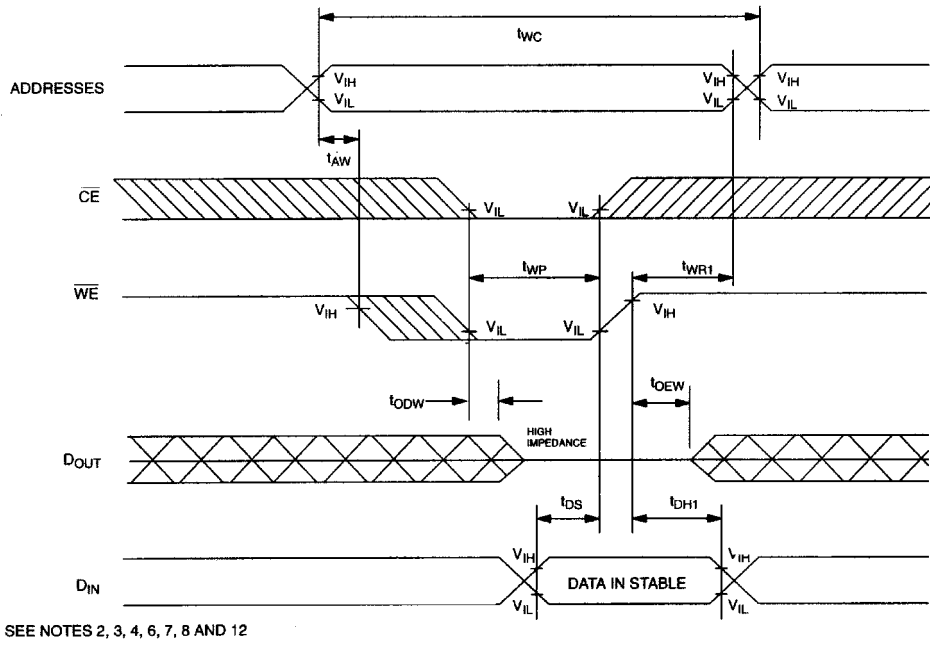 tWC
ADDRESSES
VIH
VIL
VIH
VIL
VIH
VIL
tAW
CE
VIL
VIL
tWP
tWR1
WE
VIH
VIL
VIL
VIH
tODW
tOEW
HIGH
IMPEDANCE
DOUT
tDS
tDH1
VIH
VIH
DIN
DATA IN STABLE
VIL
VIL
SEE NOTES 2, 3, 4, 6, 7, 8 AND 12